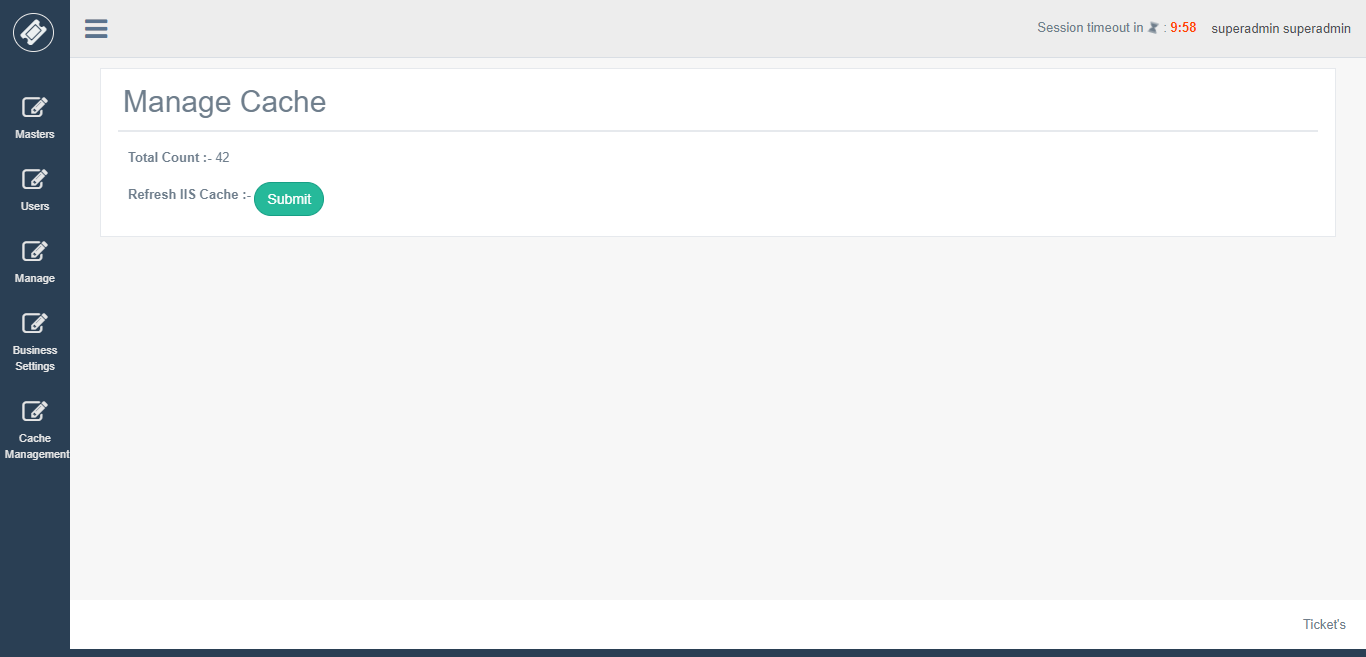 Session timeout in : 9:58 superadmin superadmin
Masters
Users
Manage
Business
Settings
Cache
Management
Manage Cache
Total Count :- 42
Refresh IIS Cache :- Submit
Ticket's